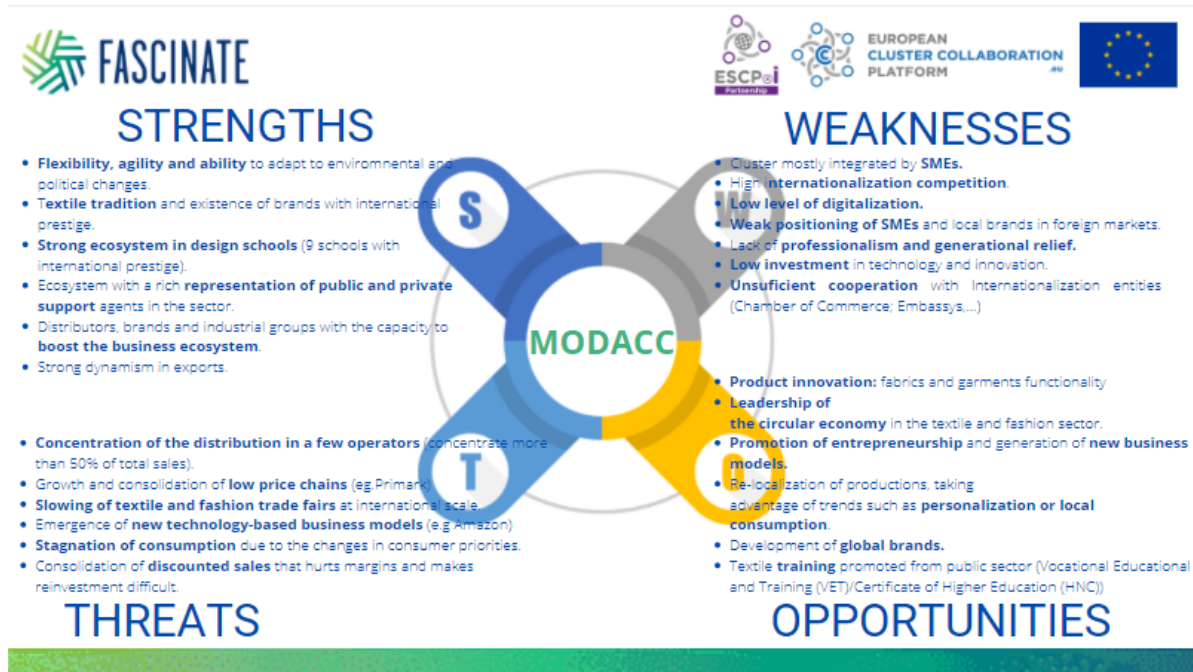 FASCINATE
ESCP@i
Partnership
EUROPEAN
CLUSTER COLLABORATION
PLATFORM
.eu
STRENGTHS
• Flexibility, agility and ability to adapt to enviromnental and
political changes.
• Textile tradition and existence of brands with international
prestige.
• Strong ecosystem in design schools (9 schools with
international prestige).
• Ecosystem with a rich representation of public and private
support agents in the sector.
• Distributors, brands and industrial groups with the capacity to
boost the business ecosystem.
• Strong dynamism in exports.
WEAKNESSES
• Cluster mostly integrated by SMEs.
• High internationalization competition.
• Low level of digitalization.
• Weak positioning of SMEs and local brands in foreign markets.
• Lack of professionalism and generational relief.
• Low investment in technology and innovation.
• Unsuficient cooperation with Internationalization entities
(Chamber of Commerce; Embassys,...)
S
W
MODACC
T
O
• Concentration of the distribution in a few operators (concentrate more
than 50% of total sales).
• Growth and consolidation of low price chains (eg.Primark)
• Slowing of textile and fashion trade fairs at international scale.
• Emergence of new technology-based business models (e.g Amazon)
• Stagnation of consumption due to the changes in consumer priorities.
• Consolidation of discounted sales that hurts margins and makes
reinvestment difficult.
THREATS
• Product innovation: fabrics and garments functionality
• Leadership of
the circular economy in the textile and fashion sector.
• Promotion of entrepreneurship and generation of new business
models.
• Re-localization of productions, taking
advantage of trends such as personalization or local
consumption.
• Development of global brands.
• Textile training promoted from public sector (Vocational Educational
and Training (VET)/Certificate of Higher Education (HNC))
OPPORTUNITIES